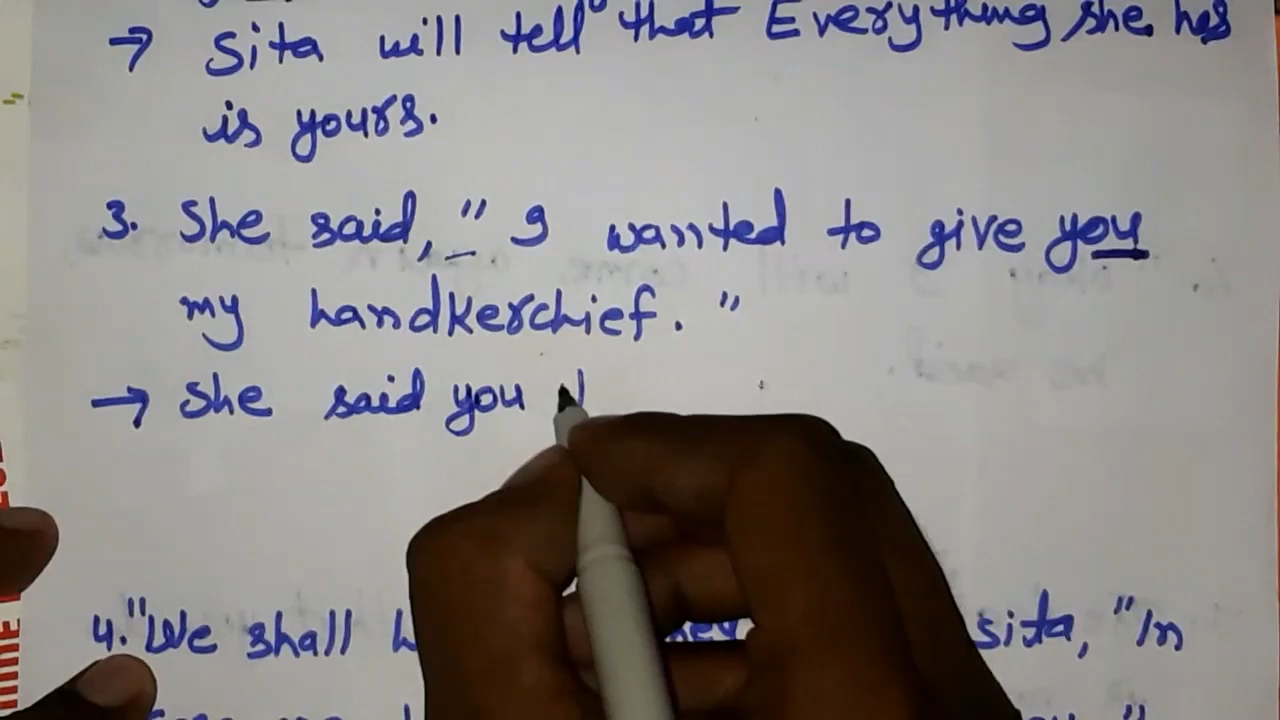 → Sita will tell that Everything she has
is yours.
3. She said, " I wanted to give you
my handkerchief. "
→ She said you
4. "We shall sita, "In